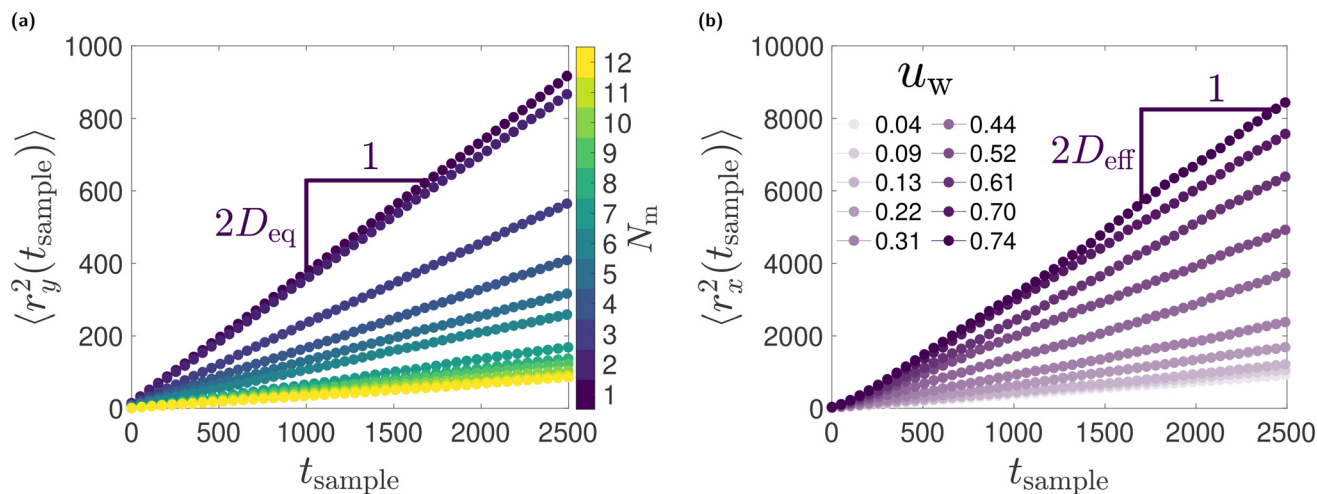 (a)
1000
800
600
400
200
0
0 500 1000 1500 2000 2500
⟨r_y^2(t_sample)⟩
t_sample
1
2D_eq
12
11
10
9
8
7
6
5
4
3
2
1
N_m
(b)
10000
8000
6000
4000
2000
0
0 500 1000 1500 2000 2500
⟨r_x^2(t_sample)⟩
t_sample
u_w
0.04 0.44
0.09 0.52
0.13 0.61
0.22 0.70
0.31 0.74
1
2D_eff